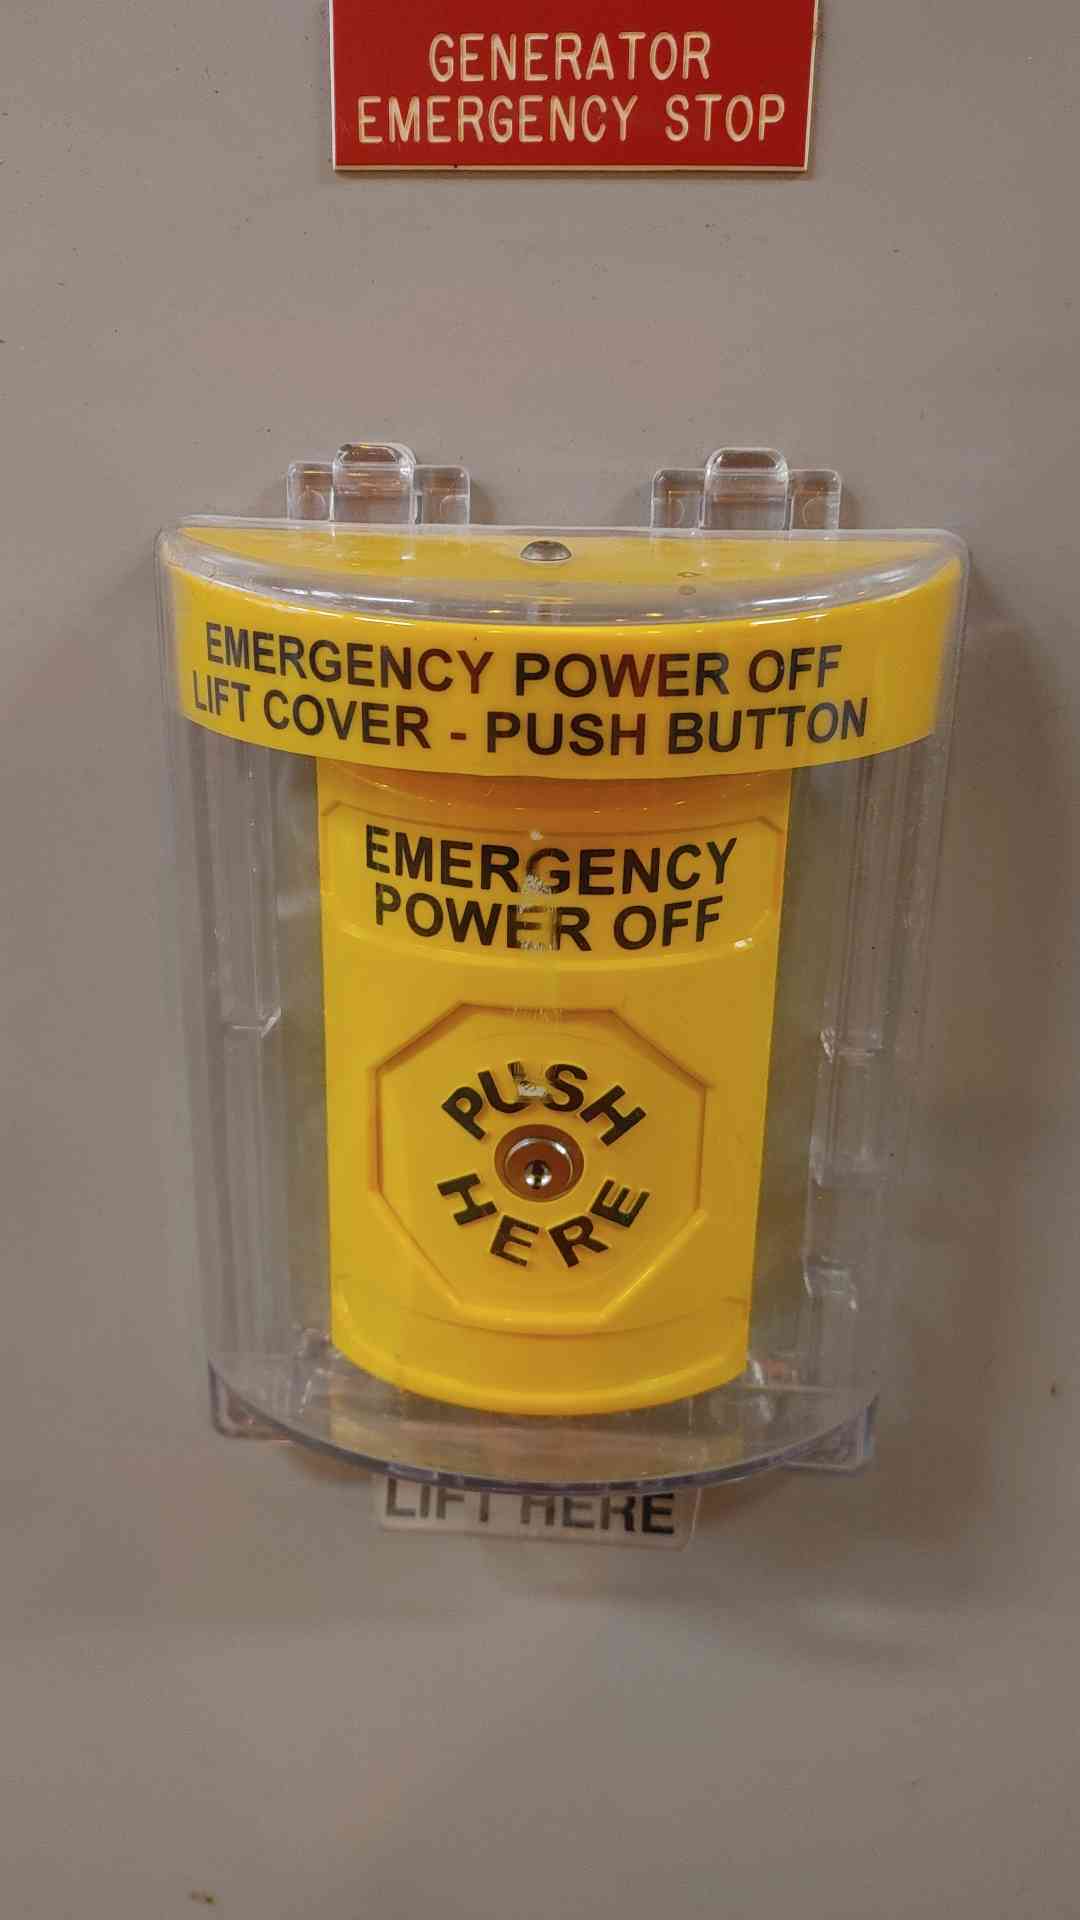 GENERATOR
EMERGENCY STOP
EMERGENCY POWER OFF
LIFT COVER - PUSH BUTTON
EMERGENCY
POWER OFF
PUSH
HERE
LIFT HERE